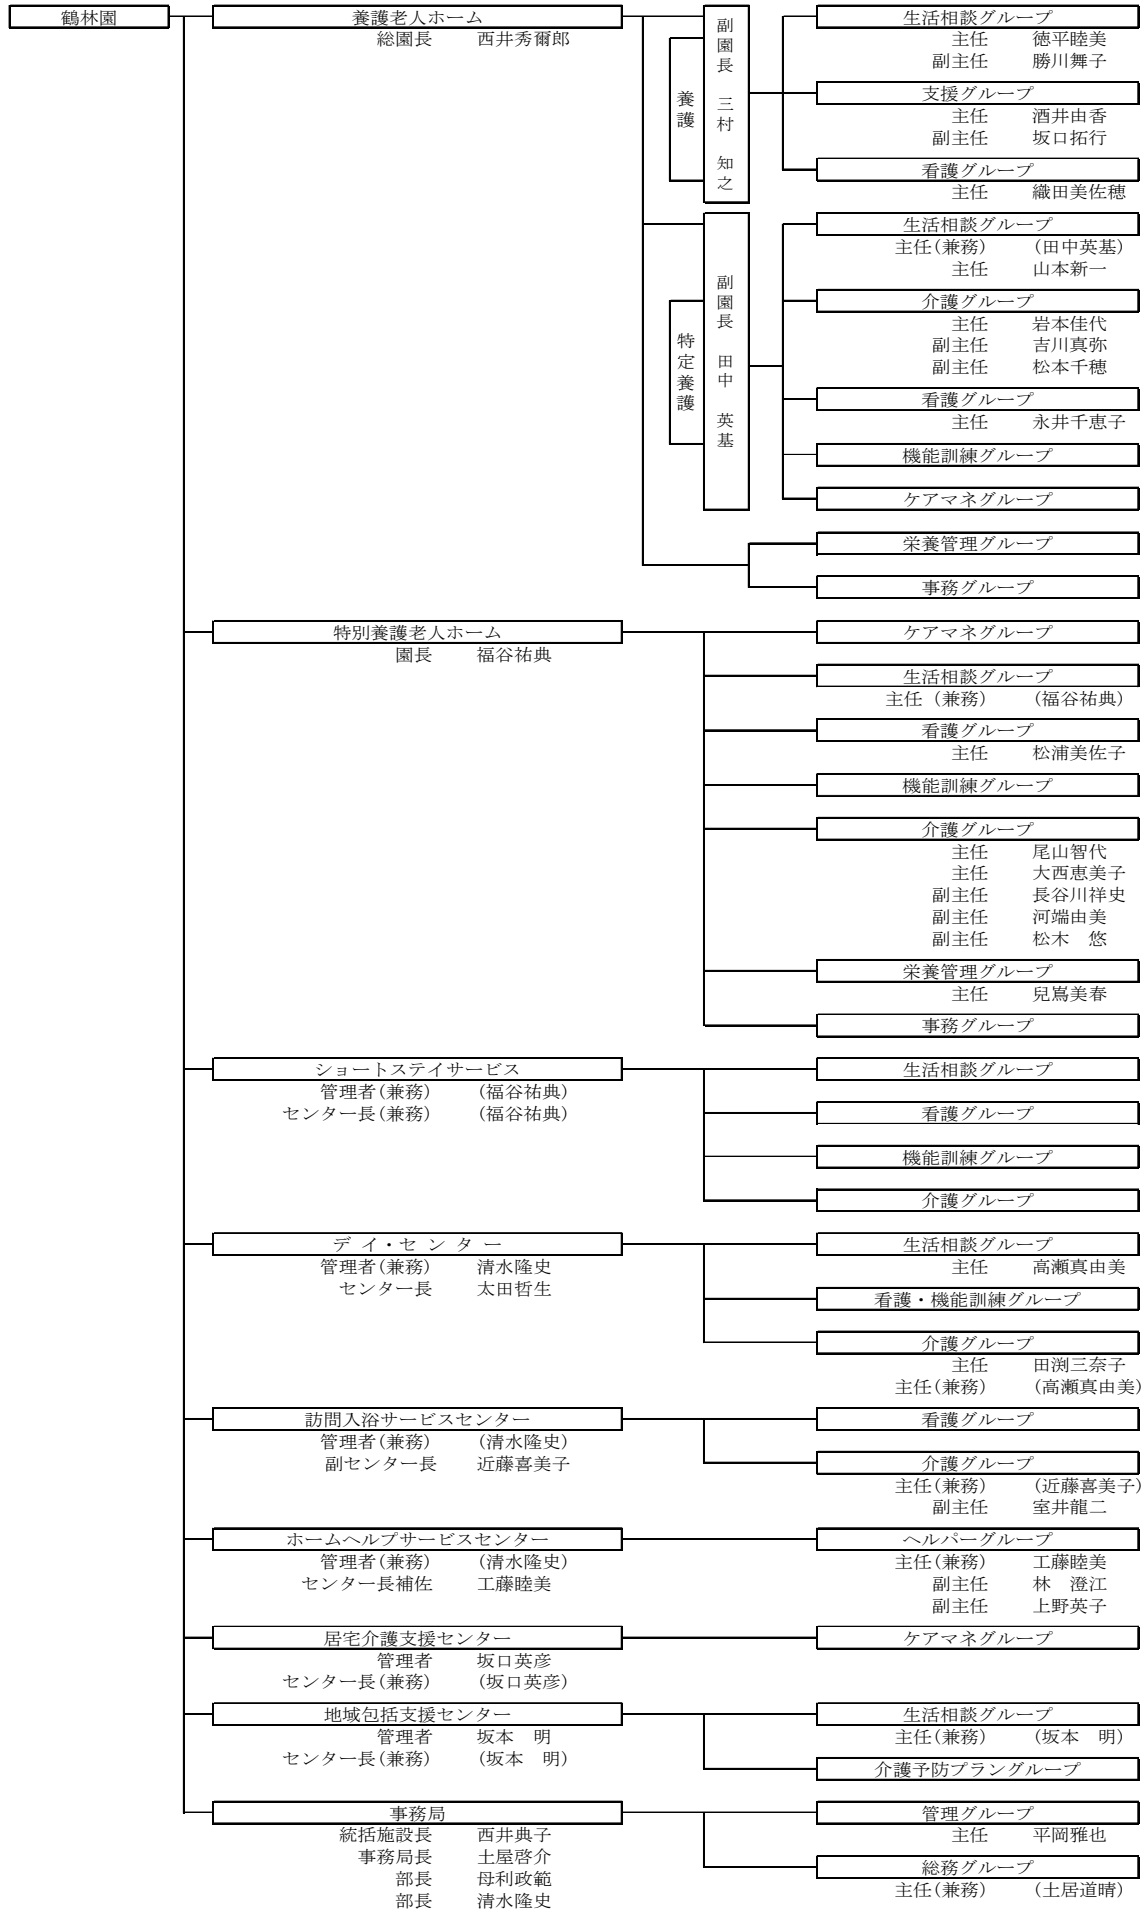 鶴林園
養護老人ホーム
総園長 西井秀爾郎
養護
副園長 三村 知之
生活相談グループ
主任 徳平睦美
副主任 勝川舞子
支援グループ
主任 酒井由香
副主任 坂口拓行
看護グループ
主任 織田美佐穂
特定養護
副園長 田中 英基
生活相談グループ
主任(兼務) (田中英基)
主任 山本新一
介護グループ
主任 岩本佳代
副主任 吉川真弥
副主任 松本千穂
看護グループ
主任 永井千恵子
機能訓練グループ
ケアマネグループ
栄養管理グループ
事務グループ
特別養護老人ホーム
園長 福谷祐典
ケアマネグループ
生活相談グループ
主任 (兼務) (福谷祐典)
看護グループ
主任 松浦美佐子
機能訓練グループ
介護グループ
主任 尾山智代
主任 大西恵美子
副主任 長谷川祥史
副主任 河端由美
副主任 松木 悠
栄養管理グループ
主任 兒嶌美春
事務グループ
ショートステイサービス
管理者(兼務) (福谷祐典)
センター長(兼務) (福谷祐典)
生活相談グループ
看護グループ
機能訓練グループ
介護グループ
デ イ・セ ン タ ー
管理者(兼務) 清水隆史
センター長 太田哲生
生活相談グループ
主任 高瀬真由美
看護・機能訓練グループ
介護グループ
主任 田渕三奈子
主任(兼務) (高瀬真由美)
訪問入浴サービスセンター
管理者(兼務) (清水隆史)
副センター長 近藤喜美子
看護グループ
介護グループ
主任(兼務) (近藤喜美子)
副主任 室井龍二
ホームヘルプサービスセンター
管理者(兼務) (清水隆史)
センター長補佐 工藤睦美
ヘルパーグループ
主任(兼務) 工藤睦美
副主任 林 澄江
副主任 上野英子
居宅介護支援センター
管理者 坂口英彦
センター長(兼務) (坂口英彦)
ケアマネグループ
地域包括支援センター
管理者 坂本 明
センター長(兼務) (坂本 明)
生活相談グループ
主任(兼務) (坂本 明)
介護予防プラングループ
事務局
統括施設長 西井典子
事務局長 土屋啓介
部長 母利政範
部長 清水隆史
管理グループ
主任 平岡雅也
総務グループ
主任(兼務) (土居道晴)